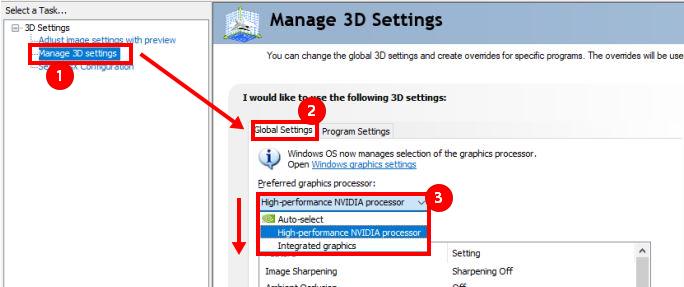 Select a Task...
3D Settings
Adjust image settings with preview
Manage 3D settings
Configuration
1
Manage 3D Settings
You can change the global 3D settings and create overrides for specific programs. The overrides will be use
I would like to use the following 3D settings:
2
Global Settings
Program Settings
Windows OS now manages selection of the graphics processor.
Open Windows graphics settings
Preferred graphics processor:
High-performance NVIDIA processor
3
Auto-select
High-performance NVIDIA processor
Integrated graphics
Setting
Image Sharpening
Sharpening Off
Ambient Occlusion
Off